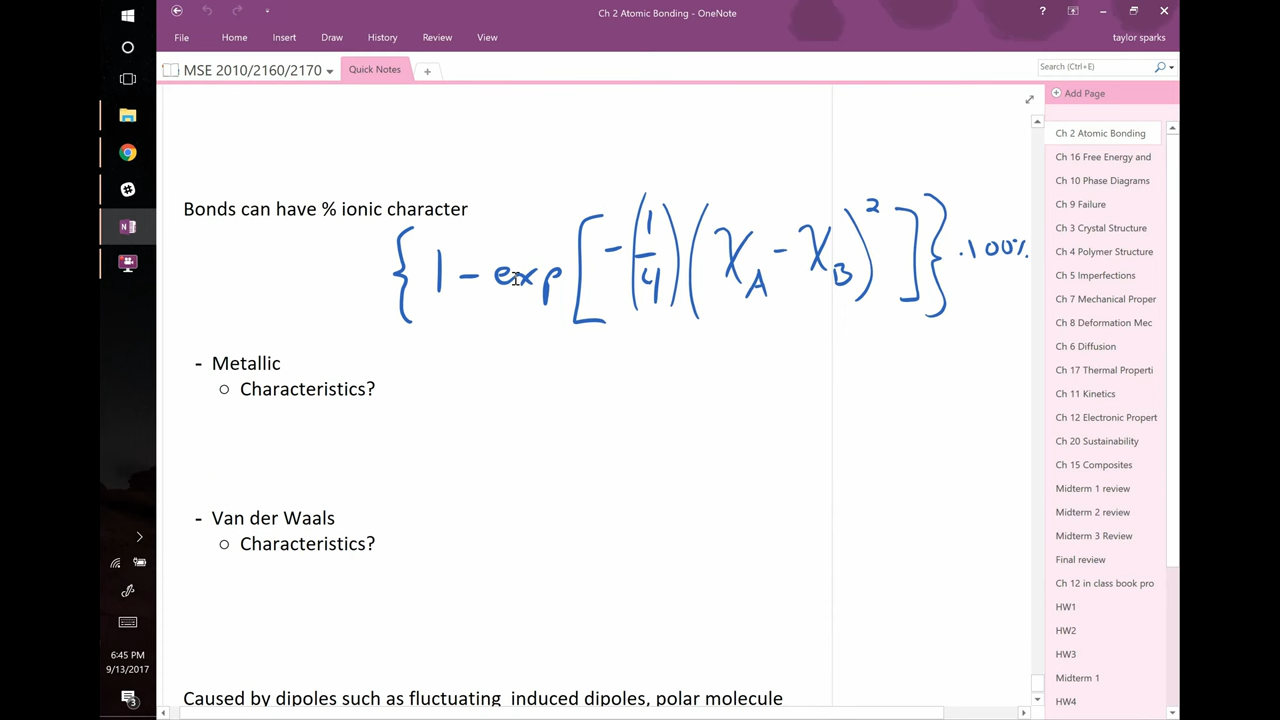 Ch 2 Atomic Bonding - OneNote
?
File Home Insert Draw History Review View
taylor sparks
MSE 2010/2160/2170
Quick Notes
+
Search (Ctrl+E)
Add Page
Bonds can have % ionic character
{ 1 - exp [ -(1/4) (χA - χB)² ] } · 100%
- Metallic
○ Characteristics?
- Van der Waals
○ Characteristics?
Caused by dipoles such as fluctuating induced dipoles, polar molecule
Ch 2 Atomic Bonding
Ch 16 Free Energy and
Ch 10 Phase Diagrams
Ch 9 Failure
Ch 3 Crystal Structure
Ch 4 Polymer Structure
Ch 5 Imperfections
Ch 7 Mechanical Proper
Ch 8 Deformation Mec
Ch 6 Diffusion
Ch 17 Thermal Properti
Ch 11 Kinetics
Ch 12 Electronic Propert
Ch 20 Sustainability
Ch 15 Composites
Midterm 1 review
Midterm 2 review
Midterm 3 Review
Final review
Ch 12 in class book pro
HW1
HW2
HW3
Midterm 1
HW4
6:45 PM
9/13/2017
3